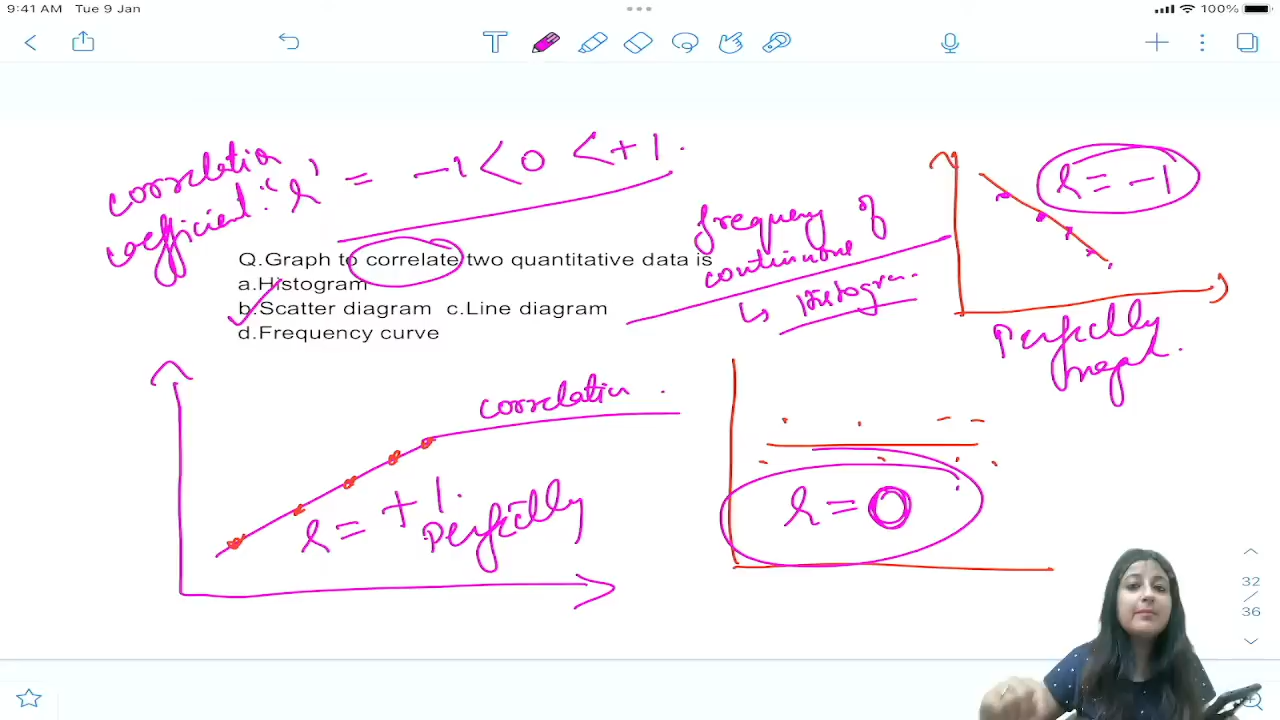 9:41 AM Tue 9 Jan
100%
correlation
coefficient "r" = -1 < 0 < +1.
Q.Graph to correlate two quantitative data is
a.Histogram
b.Scatter diagram c.Line diagram
d.Frequency curve
frequency of
continuous
↳ Histogram.
r = -1
Perfectly
negat.
correlation.
r = +1.
Perfectly
r = 0
32
/
36